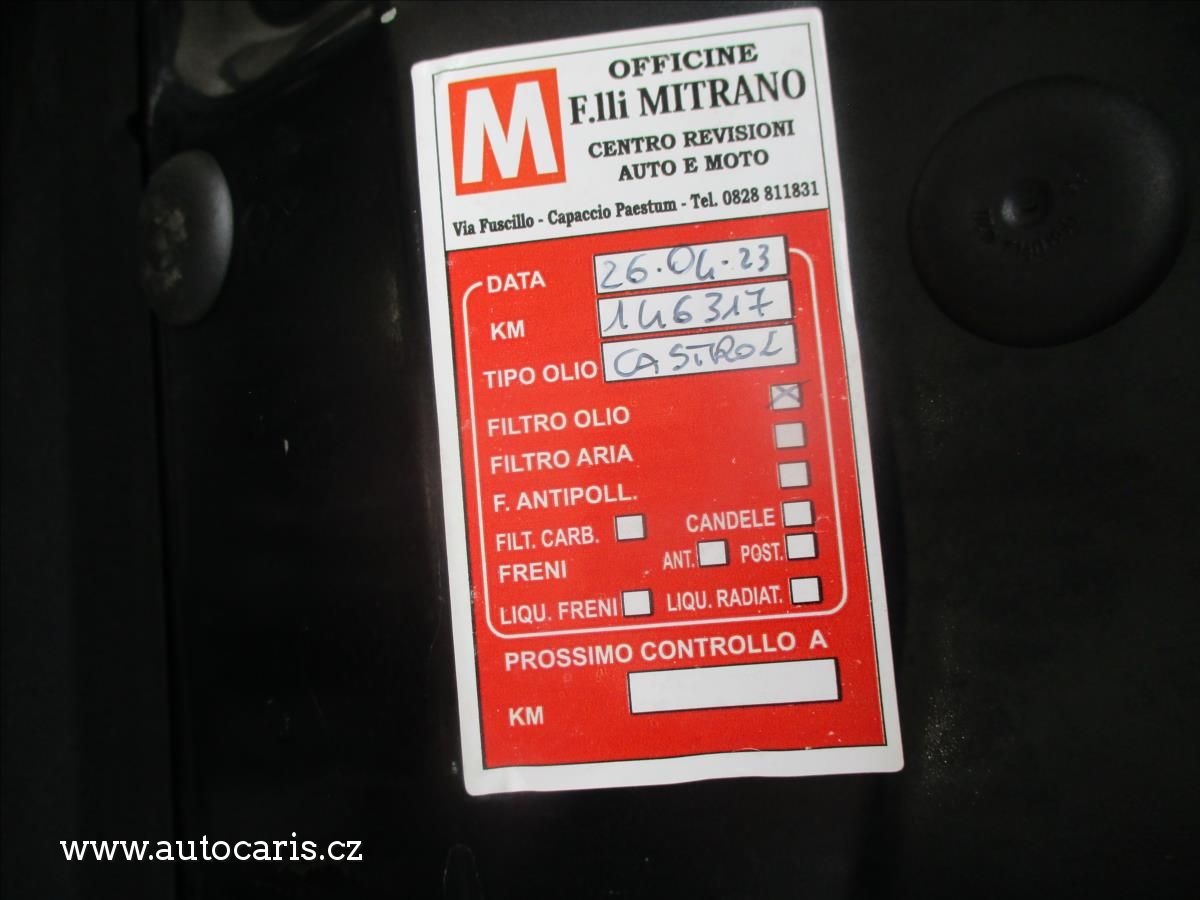 M
OFFICINE
F.lli MITRANO
CENTRO REVISIONI
AUTO E MOTO
Via Fuscillo - Capaccio Paestum - Tel. 0828 811831
DATA 26.04.23
KM 146317
TIPO OLIO CASTROL
FILTRO OLIO
FILTRO ARIA
F. ANTIPOLL.
FILT. CARB. CANDELE
FRENI ANT. POST.
LIQU. FRENI LIQU. RADIAT.
PROSSIMO CONTROLLO A
KM
www.autocaris.cz